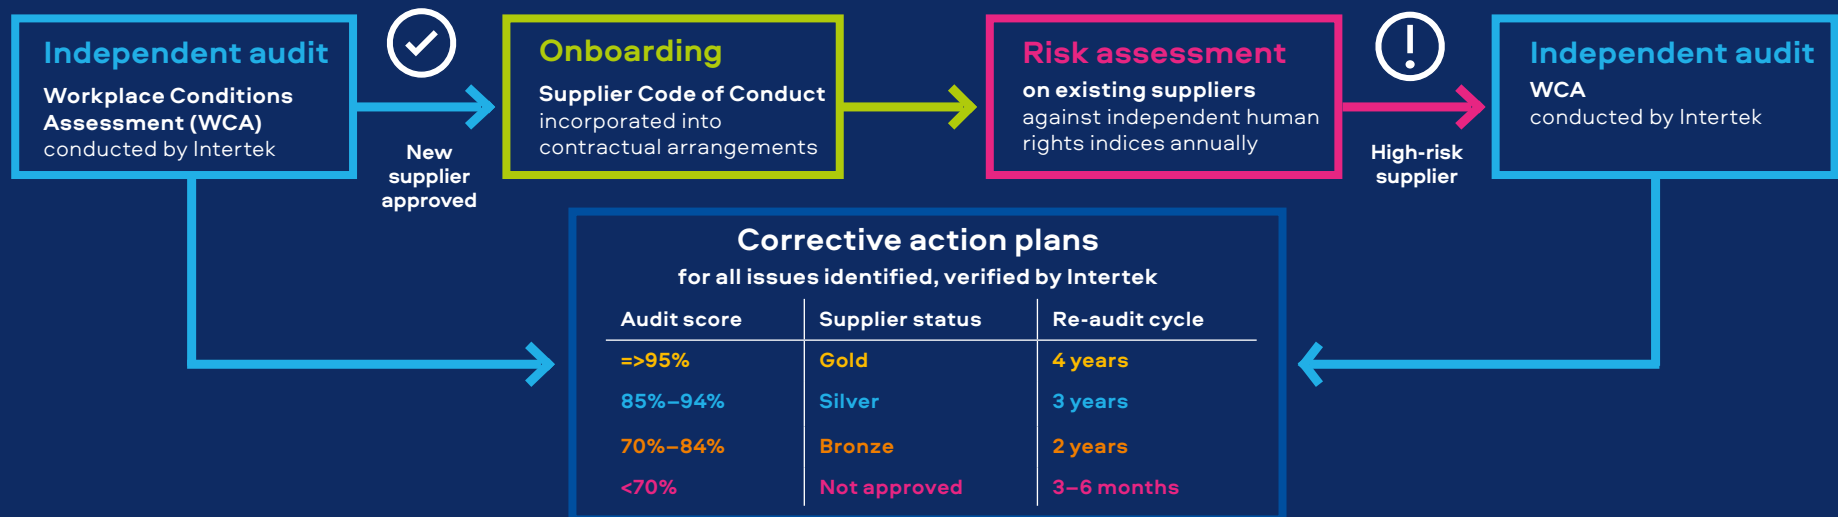 Independent audit
Workplace Conditions
Assessment (WCA)
conducted by Intertek
New
supplier
approved
Onboarding
Supplier Code of Conduct
incorporated into
contractual arrangements
Risk assessment
on existing suppliers
against independent human
rights indices annually
High-risk
supplier
Independent audit
WCA
conducted by Intertek
Corrective action plans
for all issues identified, verified by Intertek
Audit score Supplier status Re-audit cycle
=>95% Gold 4 years
85%–94% Silver 3 years
70%–84% Bronze 2 years
<70% Not approved 3–6 months